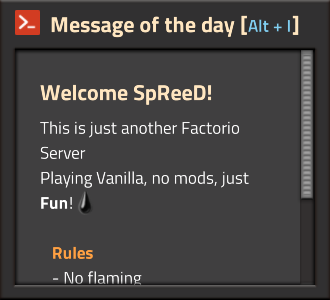 Message of the day [Alt + I]
Welcome SpReeD!
This is just another Factorio
Server
Playing Vanilla, no mods, just
Fun!
Rules
- No flaming